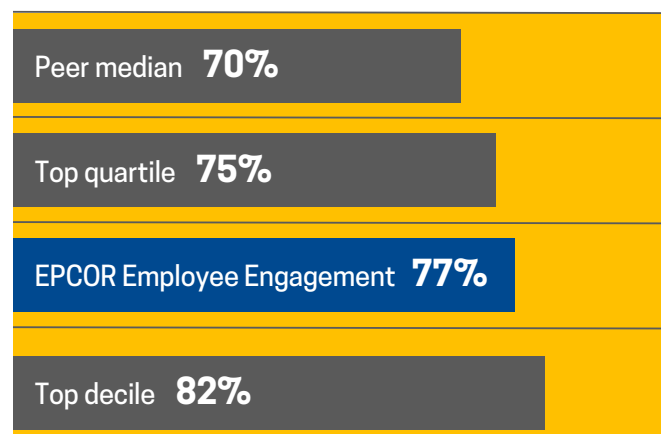 Peer median 70%
Top quartile 75%
EPCOR Employee Engagement 77%
Top decile 82%